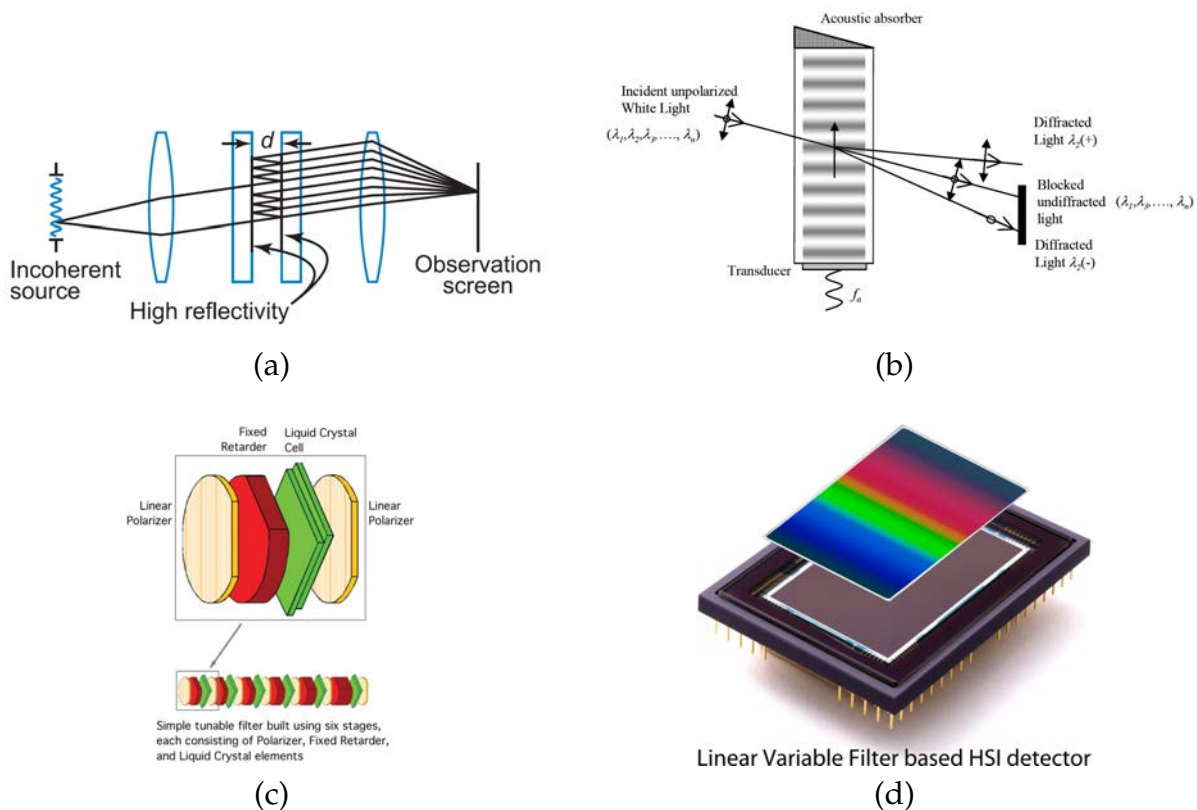 d
Incoherent
source
High reflectivity
Observation
screen
(a)
Acoustic absorber
Incident unpolarized
White Light
(λ₁,λ₂,λ₃,...., λₙ)
Diffracted
Light λ₂(+)
Blocked
undiffracted
light
(λ₁,λ₃,...., λₙ)
Diffracted
Light λ₂(-)
Transducer
fₐ
(b)
Fixed
Retarder
Liquid Crystal
Cell
Linear
Polarizer
Linear
Polarizer
Simple tunable filter built using six stages,
each consisting of Polarizer, Fixed Retarder,
and Liquid Crystal elements
(c)
Linear Variable Filter based HSI detector
(d)